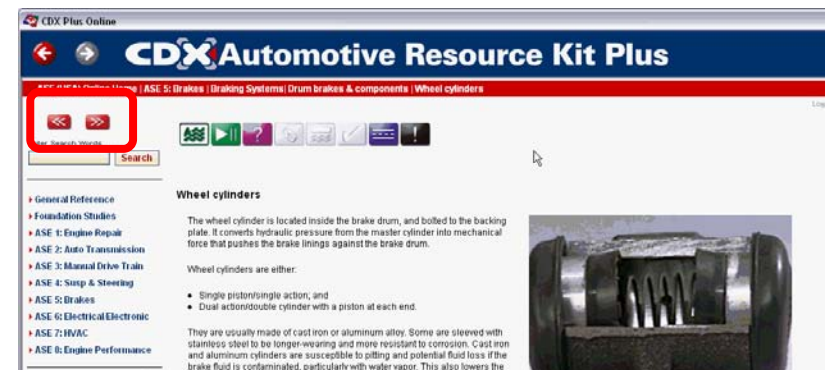 CDX Plus Online
CDX Automotive Resource Kit Plus
Online Home | ASE 5: Brakes | Braking Systems| Drum brakes & components | Wheel cylinders
Log
Search Words
Search
General Reference
Foundation Studies
ASE 1: Engine Repair
ASE 2: Auto Transmission
ASE 3: Manual Drive Train
ASE 4: Susp & Steering
ASE 5: Brakes
ASE 6: Electrical Electronic
ASE 7: HVAC
ASE 8: Engine Performance
Wheel cylinders
The wheel cylinder is located inside the brake drum, and bolted to the backing
plate. It converts hydraulic pressure from the master cylinder into mechanical
force that pushes the brake linings against the brake drum.
Wheel cylinders are either:
Single piston/single action; and
Dual action/double cylinder with a piston at each end.
They are usually made of cast iron or aluminum alloy. Some are sleeved with
stainless steel to be longer-wearing and more resistant to corrosion. Cast iron
and aluminum cylinders are susceptible to pitting and potential fluid loss if the
brake fluid is contaminated, particularly with water vapor. This also lowers the